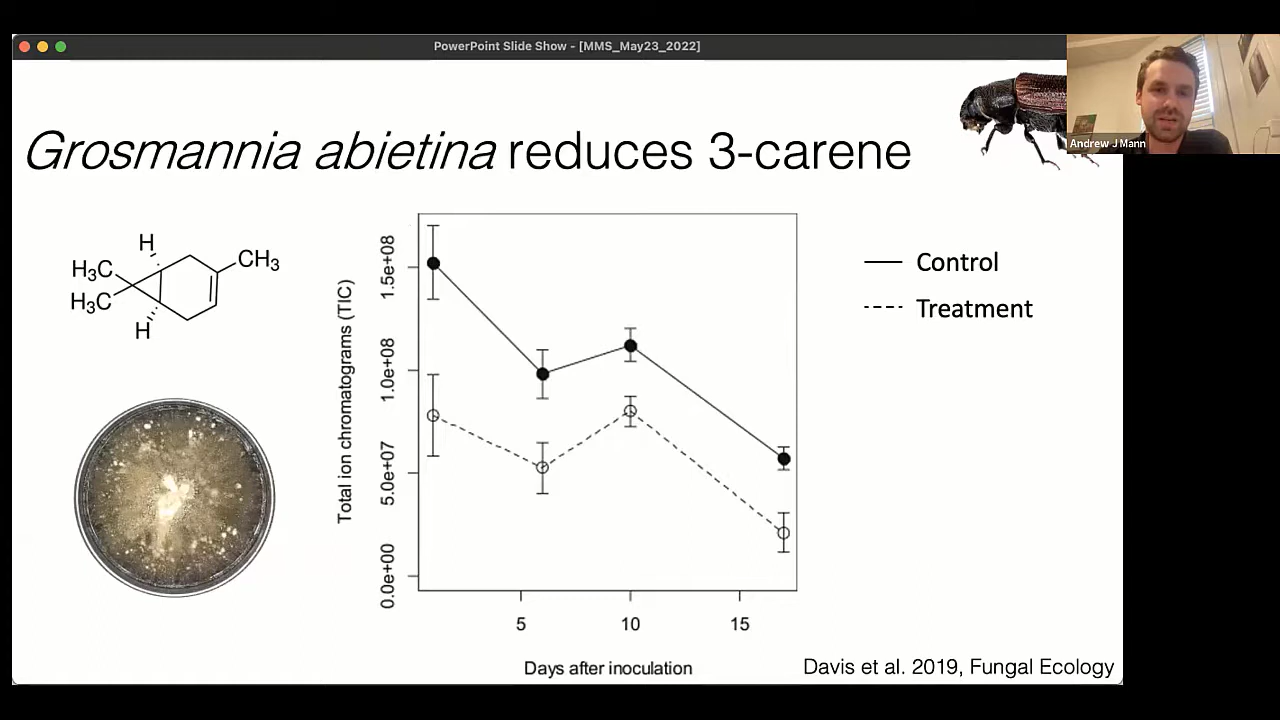 PowerPoint Slide Show - [MMS_May23_2022]
Andrew J Mann
Grosmannia abietina reduces 3-carene
H
H₃C
CH₃
H₃C
H
Total ion chromatograms (TIC)
1.5e+08
1.0e+08
5.0e+07
0.0e+00
5 10 15
Days after inoculation
Control
Treatment
Davis et al. 2019, Fungal Ecology